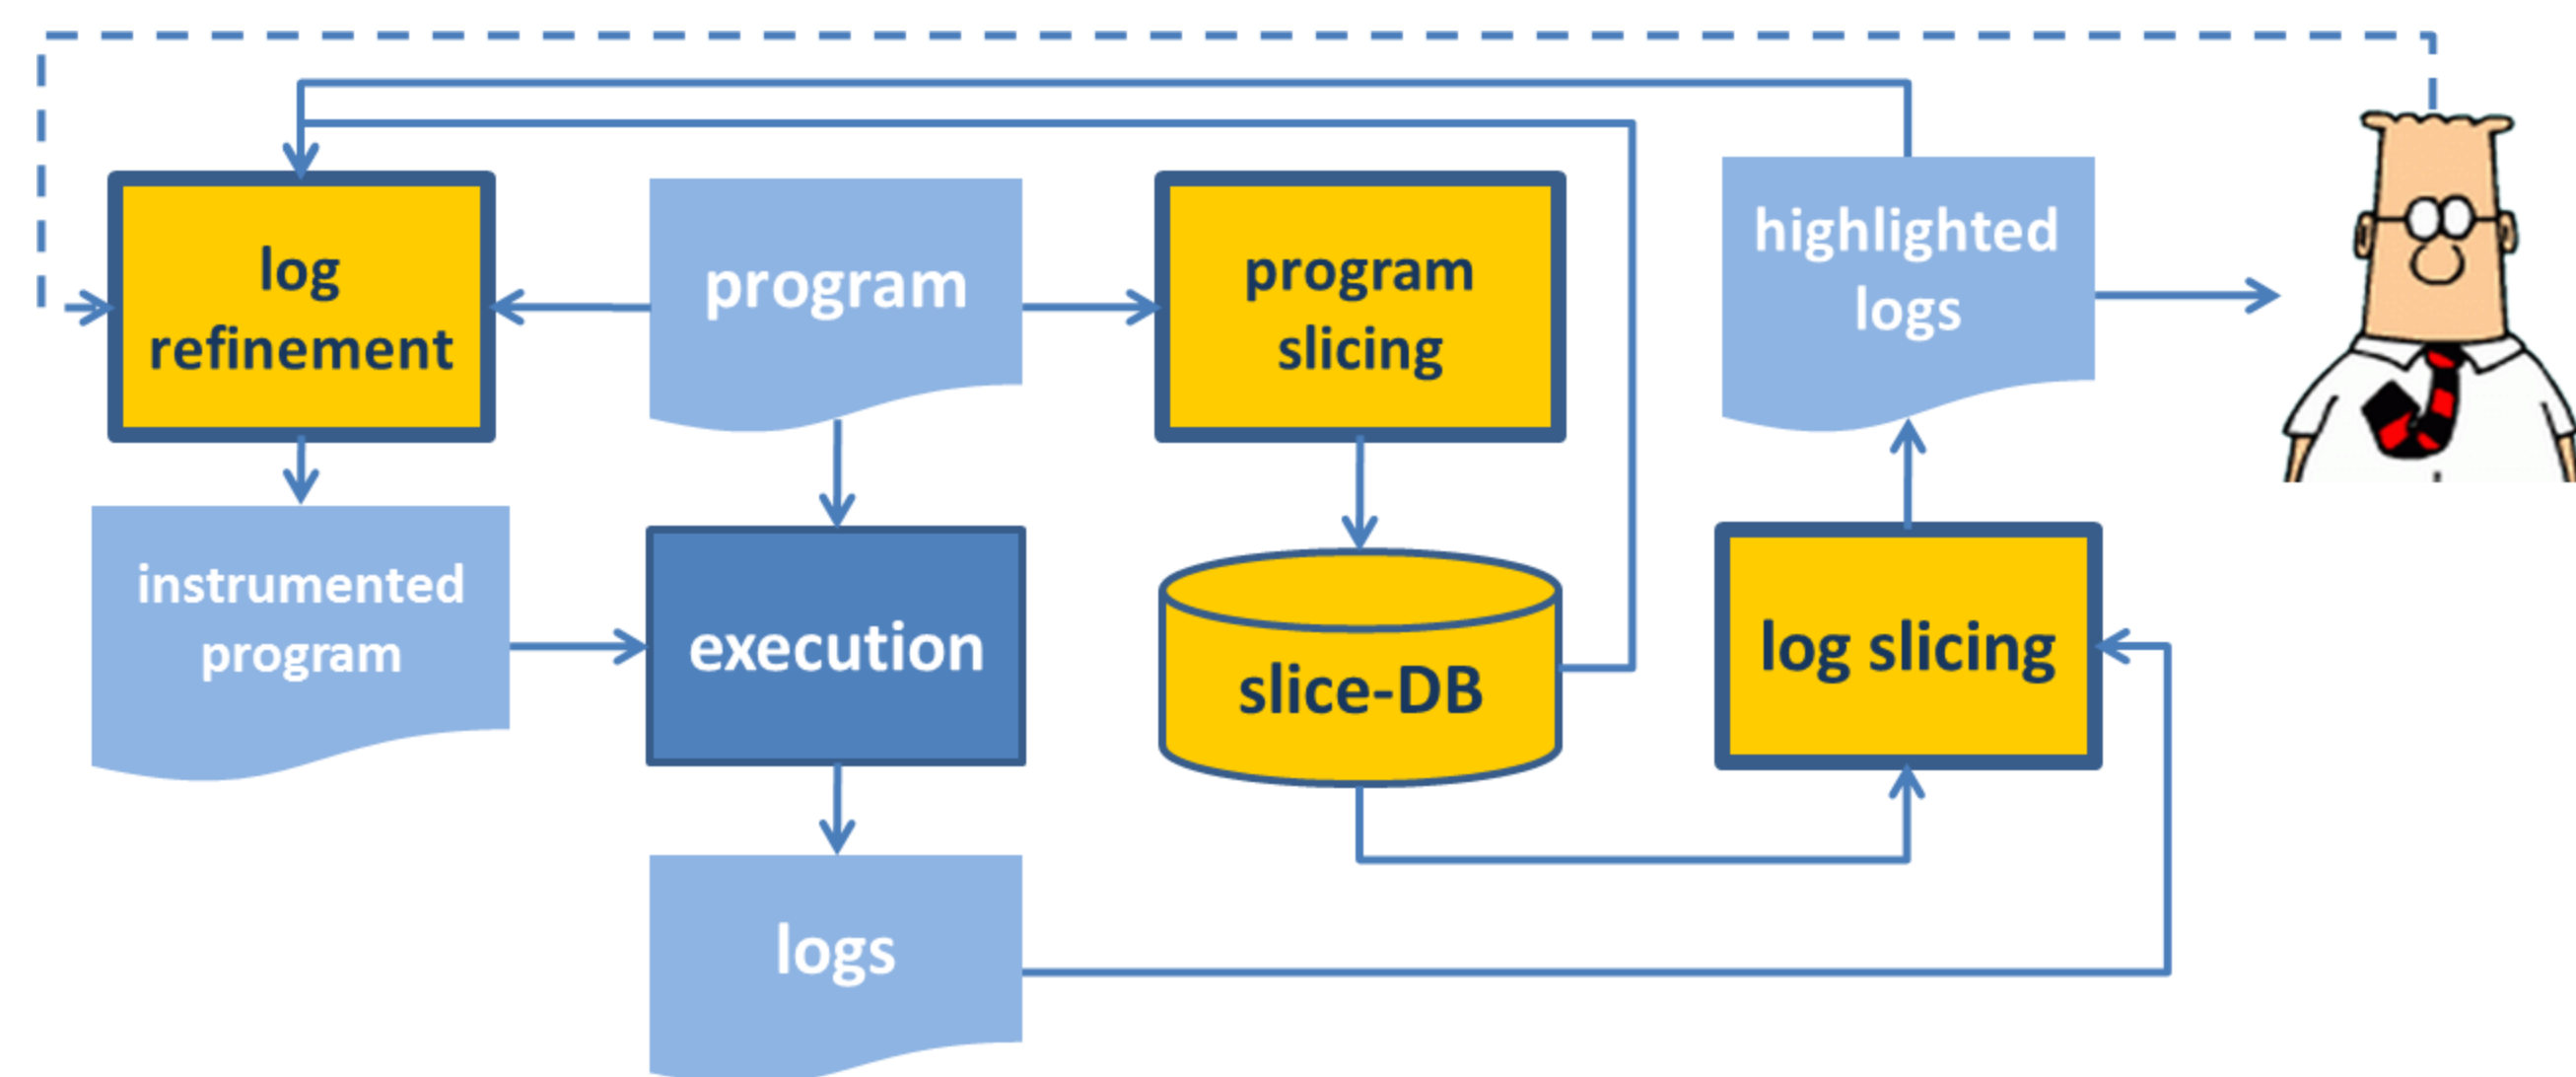 log
refinement
program
program
slicing
highlighted
logs
instrumented
program
execution
slice-DB
log slicing
logs